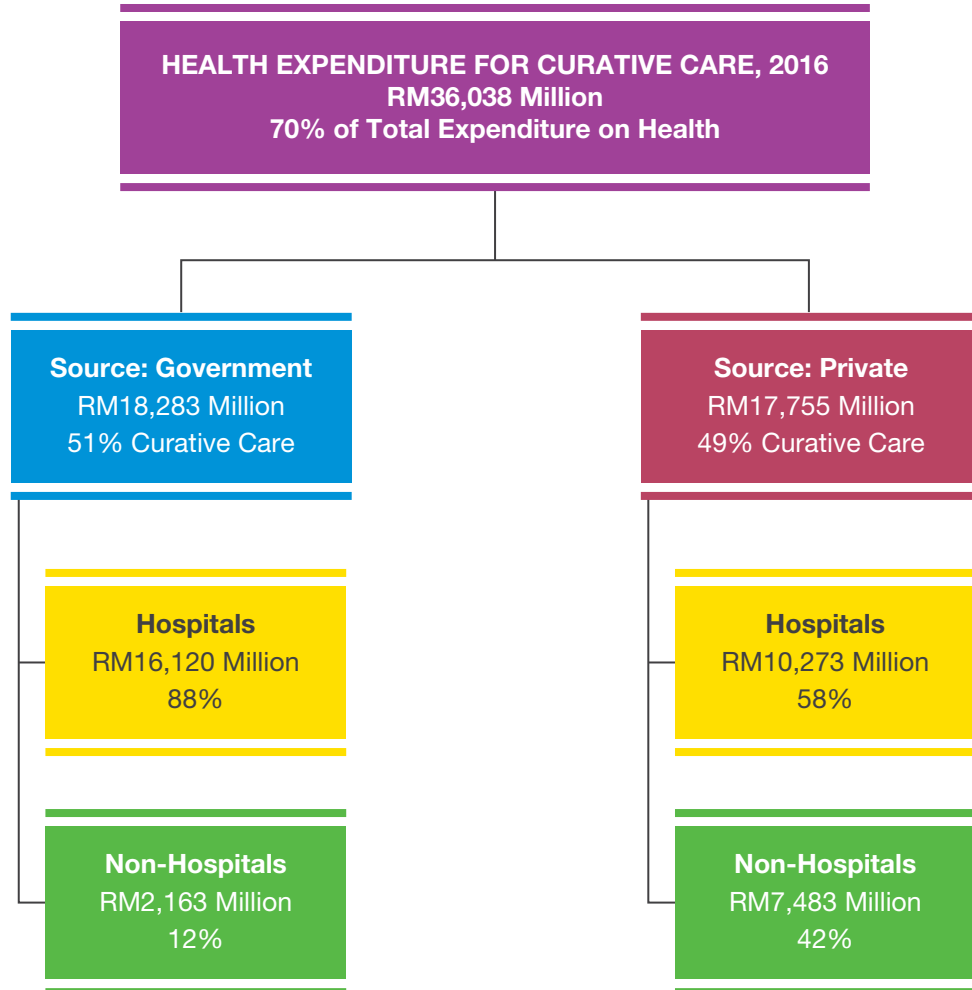 HEALTH EXPENDITURE FOR CURATIVE CARE, 2016
RM36,038 Million
70% of Total Expenditure on Health
Source: Government
RM18,283 Million
51% Curative Care
Hospitals
RM16,120 Million
88%
Non-Hospitals
RM2,163 Million
12%
Source: Private
RM17,755 Million
49% Curative Care
Hospitals
RM10,273 Million
58%
Non-Hospitals
RM7,483 Million
42%